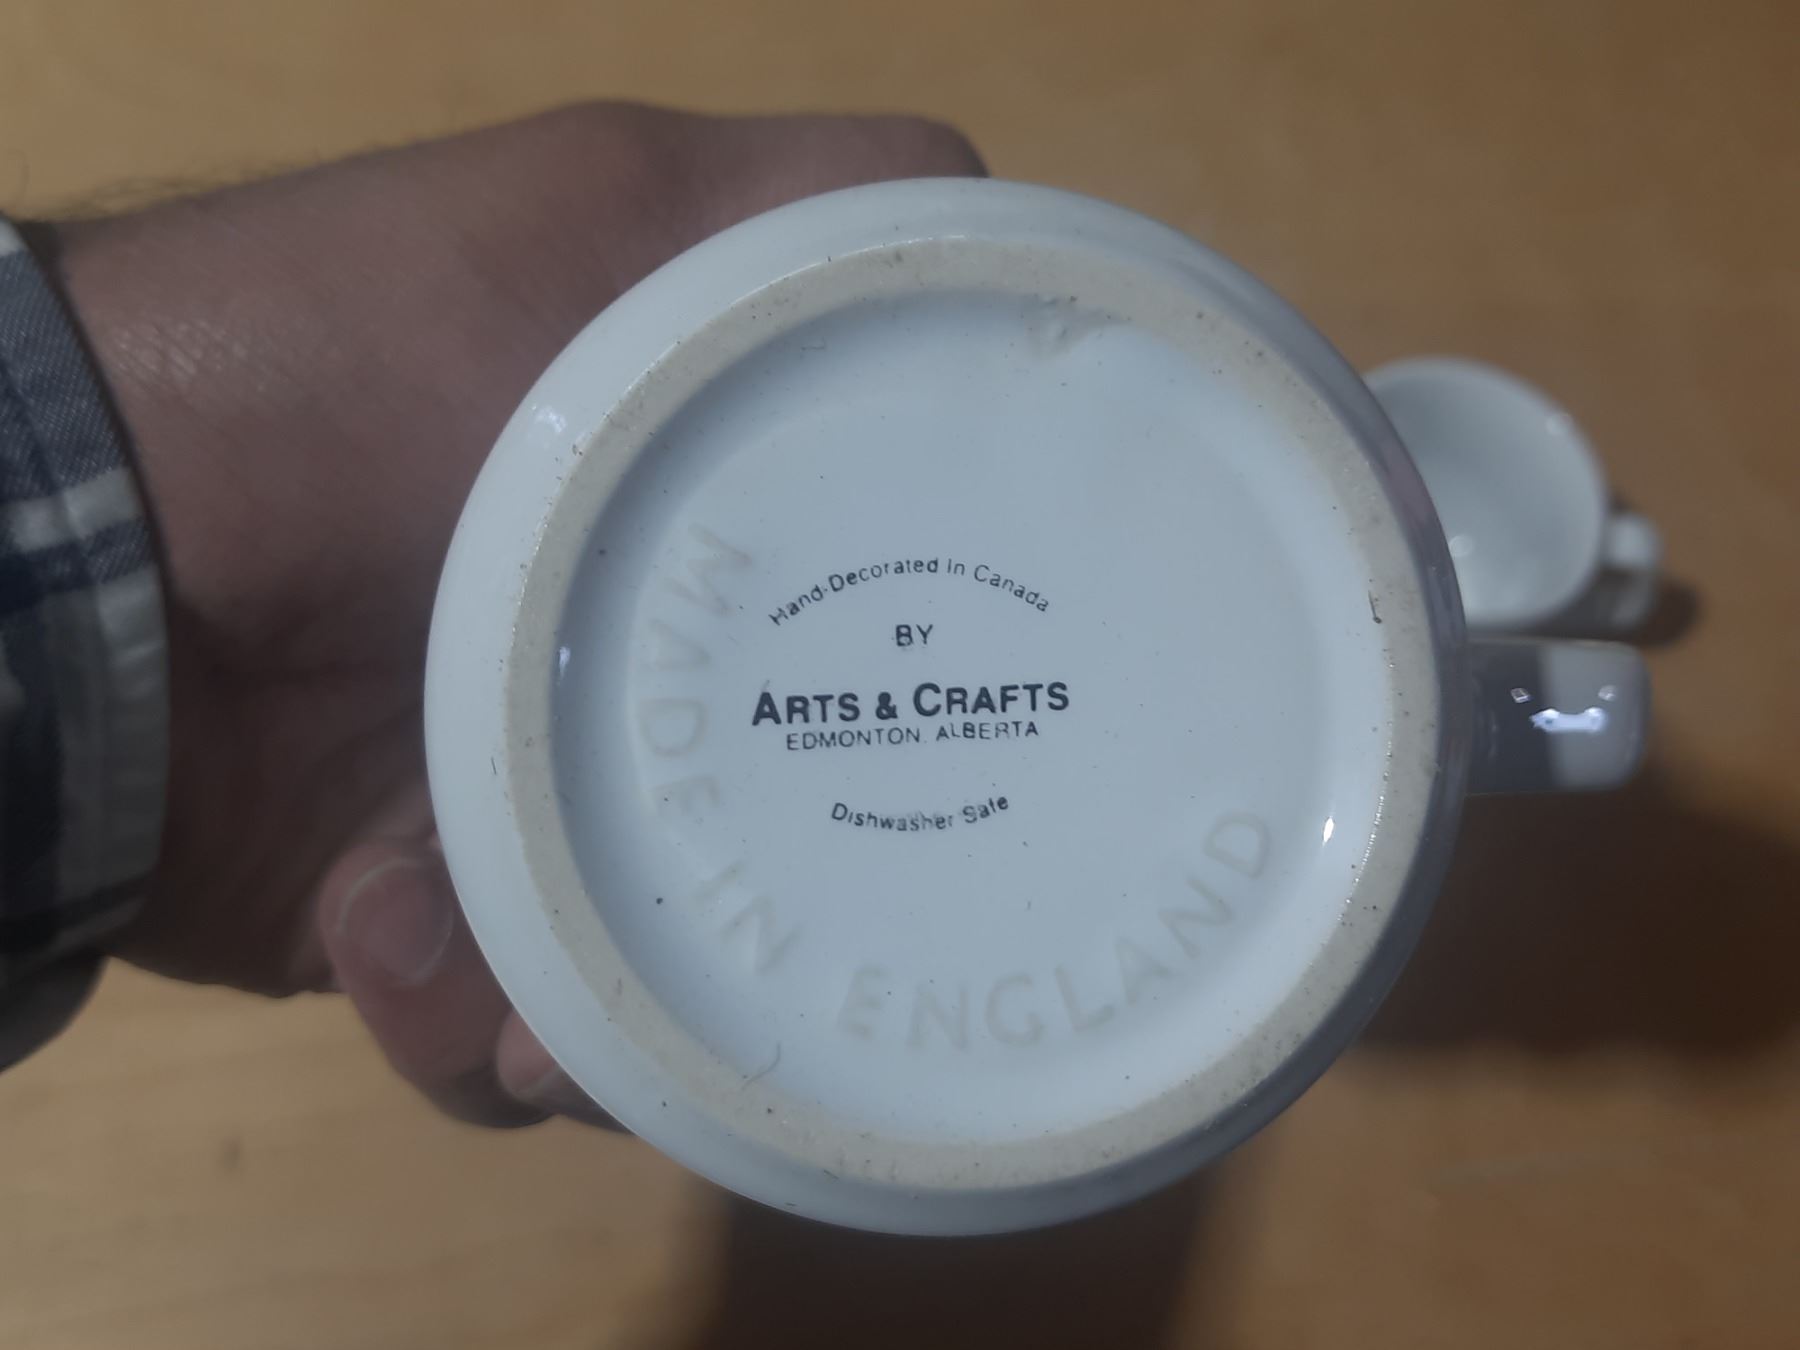 Hand-Decorated In Canada
BY
ARTS & CRAFTS
EDMONTON, ALBERTA
Dishwasher Safe
MADE IN ENGLAND